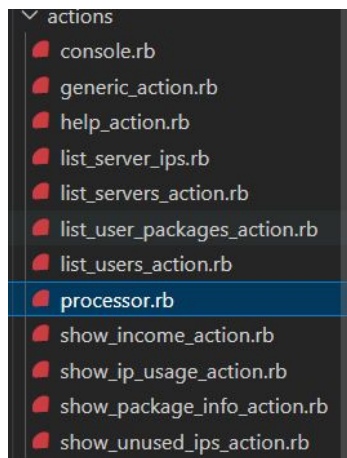 actions
console.rb
generic_action.rb
help_action.rb
list_server_ips.rb
list_servers_action.rb
list_user_packages_action.rb
list_users_action.rb
processor.rb
show_income_action.rb
show_ip_usage_action.rb
show_package_info_action.rb
show_unused_ips_action.rb